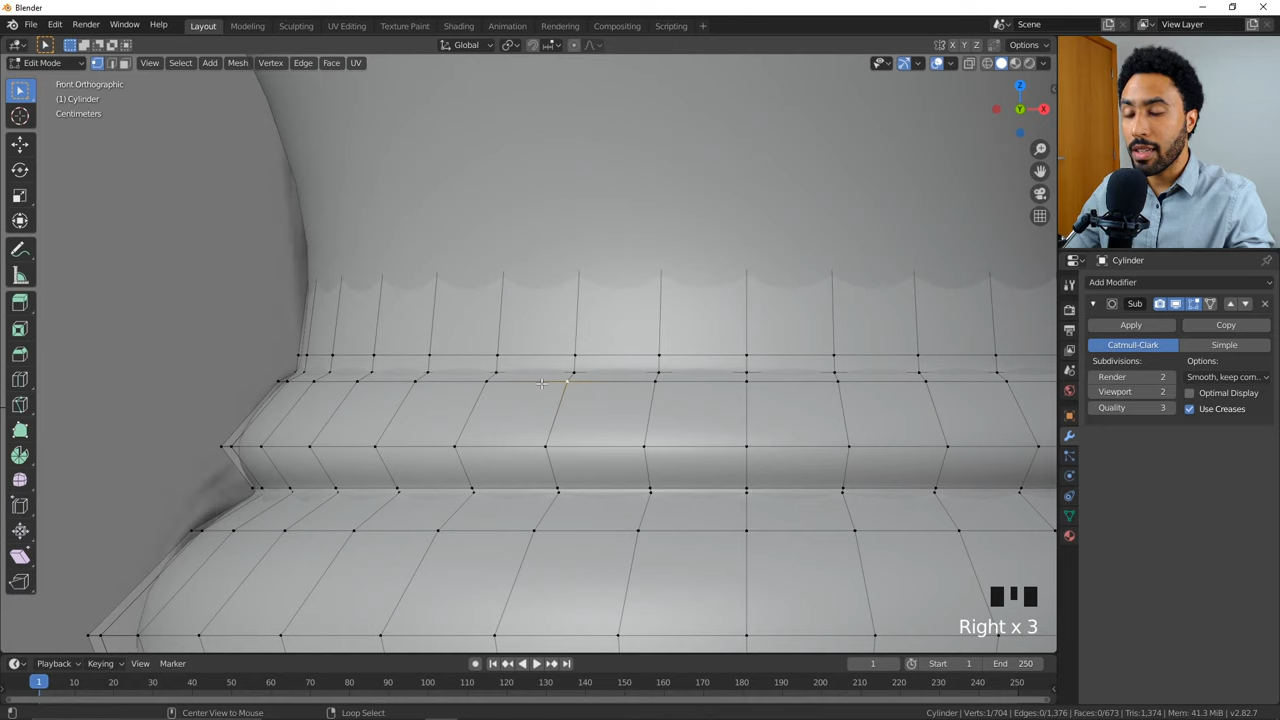 Blender
File Edit Render Window Help Layout Modeling Sculpting UV Editing Texture Paint Shading Animation Rendering Compositing Scripting + Scene View Layer
Global X Y Z Options
Edit Mode View Select Add Mesh Vertex Edge Face UV
Front Orthographic
(1) Cylinder
Centimeters
Z
Y
X
Cylinder
Add Modifier
Sub
Apply Copy
Catmull-Clark Simple
Subdivisions: Options:
Render 2 Smooth, keep corn..
Viewport 2 Optimal Display
Quality 3 Use Creases
Right x 3
Playback Keying View Marker 1 Start 1 End 250
1 10 20 30 40 50 60 70 80 90 100 110 120 130 140 150 160 170 180 190 200 210 220 230 240 250
Center View to Mouse Loop Select Cylinder | Verts:1/704 | Edges:0/1,376 | Faces:0/673 | Tris:1,374 | Mem: 41.3 MiB | v2.82.7